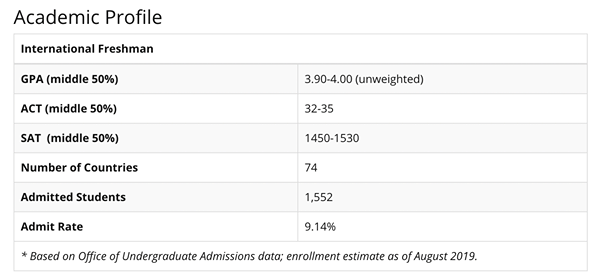 Academic Profile
International Freshman
GPA (middle 50%) 3.90-4.00 (unweighted)
ACT (middle 50%) 32-35
SAT (middle 50%) 1450-1530
Number of Countries 74
Admitted Students 1,552
Admit Rate 9.14%
* Based on Office of Undergraduate Admissions data; enrollment estimate as of August 2019.